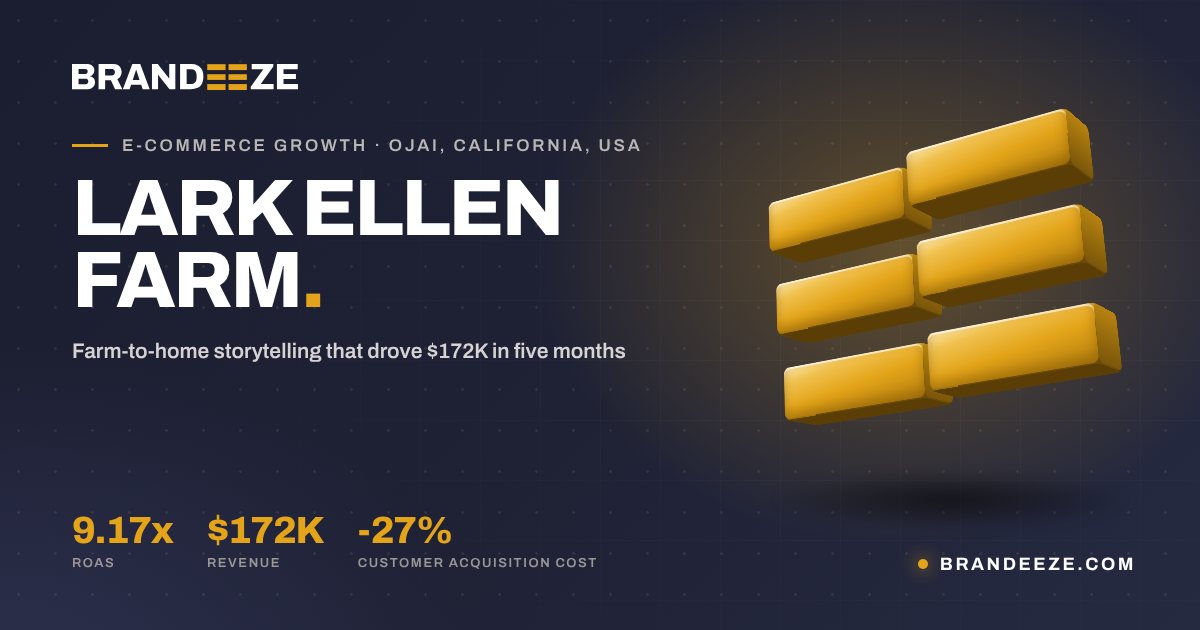 BRANDEEZE
E-COMMERCE GROWTH · OJAI, CALIFORNIA, USA
LARK ELLEN
FARM.
Farm-to-home storytelling that drove $172K in five months
9.17x $172K -27%
ROAS REVENUE CUSTOMER ACQUISITION COST
BRANDEEZE.COM